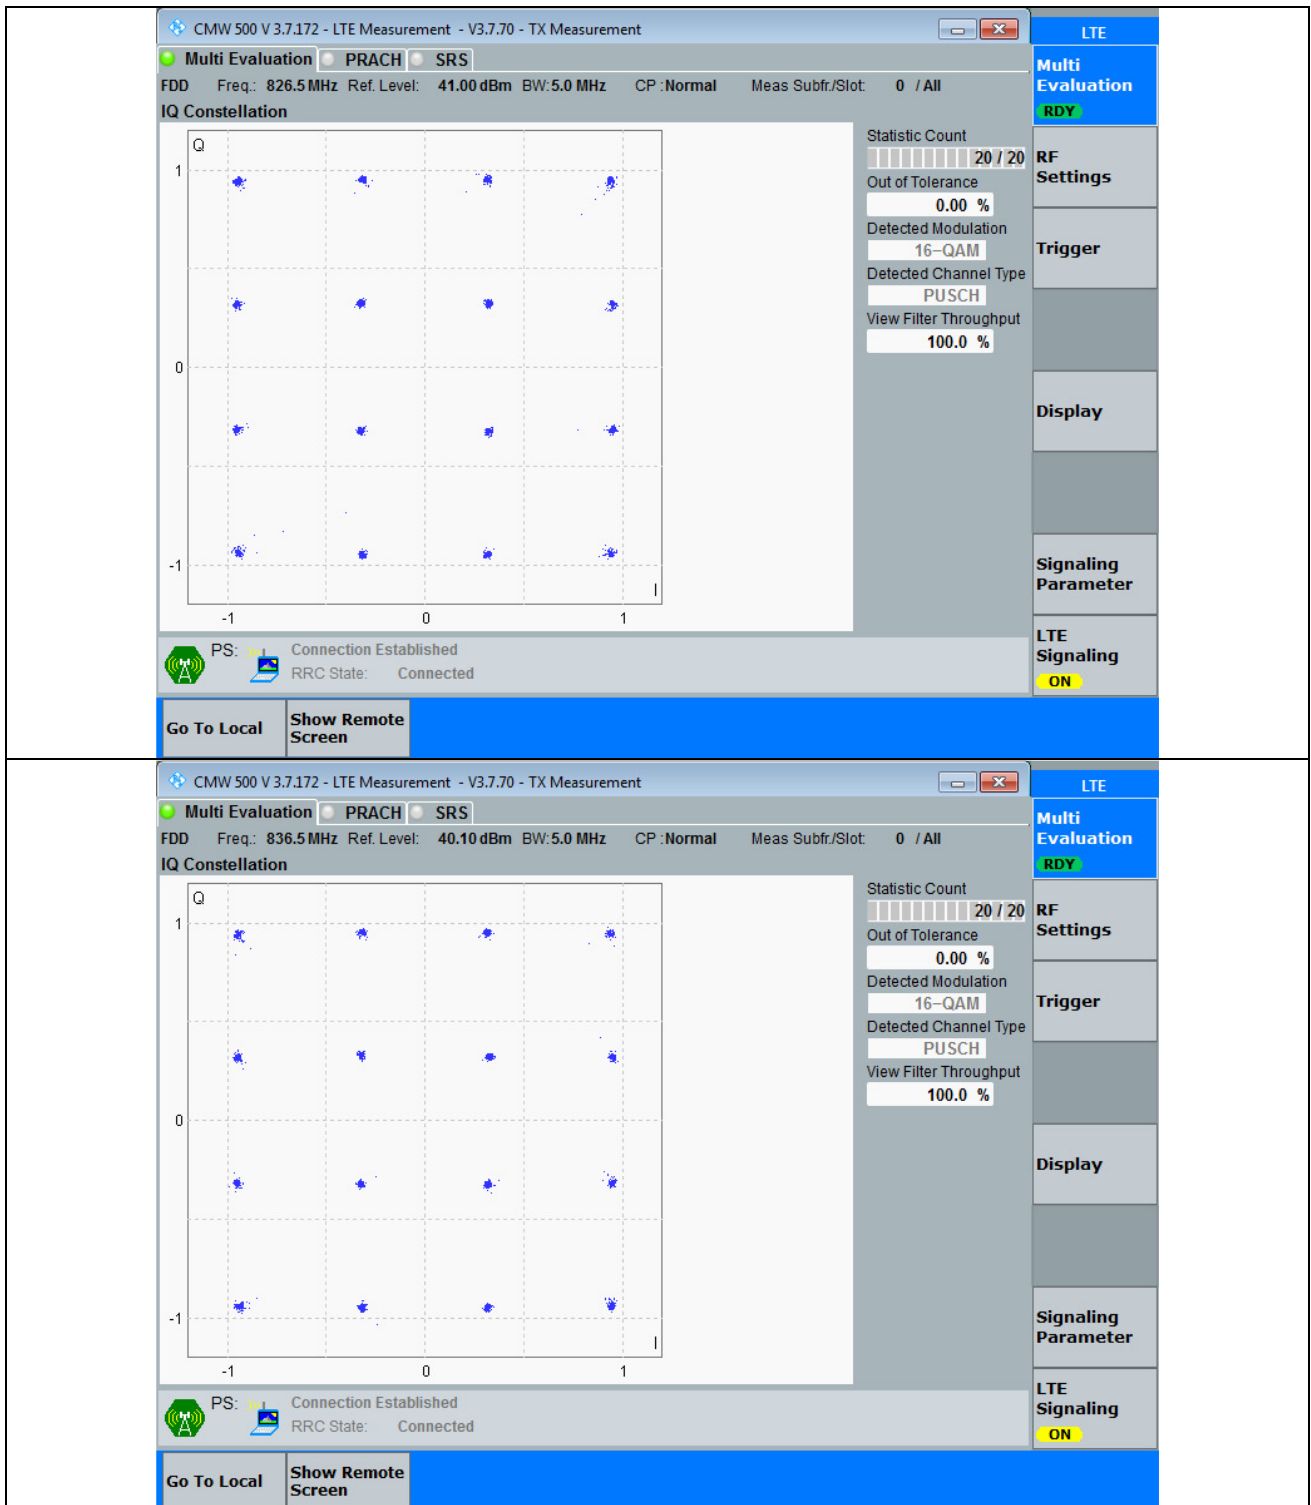 CMW 500 V 3.7.172 - LTE Measurement - V3.7.70 - TX Measurement
LTE
Multi Evaluation PRACH SRS
FDD Freq.: 826.5 MHz Ref. Level: 41.00 dBm BW: 5.0 MHz CP : Normal Meas Subfr./Slot: 0 / All
IQ Constellation
Q
1
0
-1
I
-1 0 1
Statistic Count
20 / 20
Out of Tolerance
0.00 %
Detected Modulation
16-QAM
Detected Channel Type
PUSCH
View Filter Throughput
100.0 %
Multi
Evaluation
RDY
RF
Settings
Trigger
Display
Signaling
Parameter
LTE
Signaling
ON
PS: Connection Established
RRC State: Connected
Go To Local
Show Remote
Screen
CMW 500 V 3.7.172 - LTE Measurement - V3.7.70 - TX Measurement
LTE
Multi Evaluation PRACH SRS
FDD Freq.: 836.5 MHz Ref. Level: 40.10 dBm BW: 5.0 MHz CP : Normal Meas Subfr./Slot: 0 / All
IQ Constellation
Q
1
0
-1
I
-1 0 1
Statistic Count
20 / 20
Out of Tolerance
0.00 %
Detected Modulation
16-QAM
Detected Channel Type
PUSCH
View Filter Throughput
100.0 %
Multi
Evaluation
RDY
RF
Settings
Trigger
Display
Signaling
Parameter
LTE
Signaling
ON
PS: Connection Established
RRC State: Connected
Go To Local
Show Remote
Screen